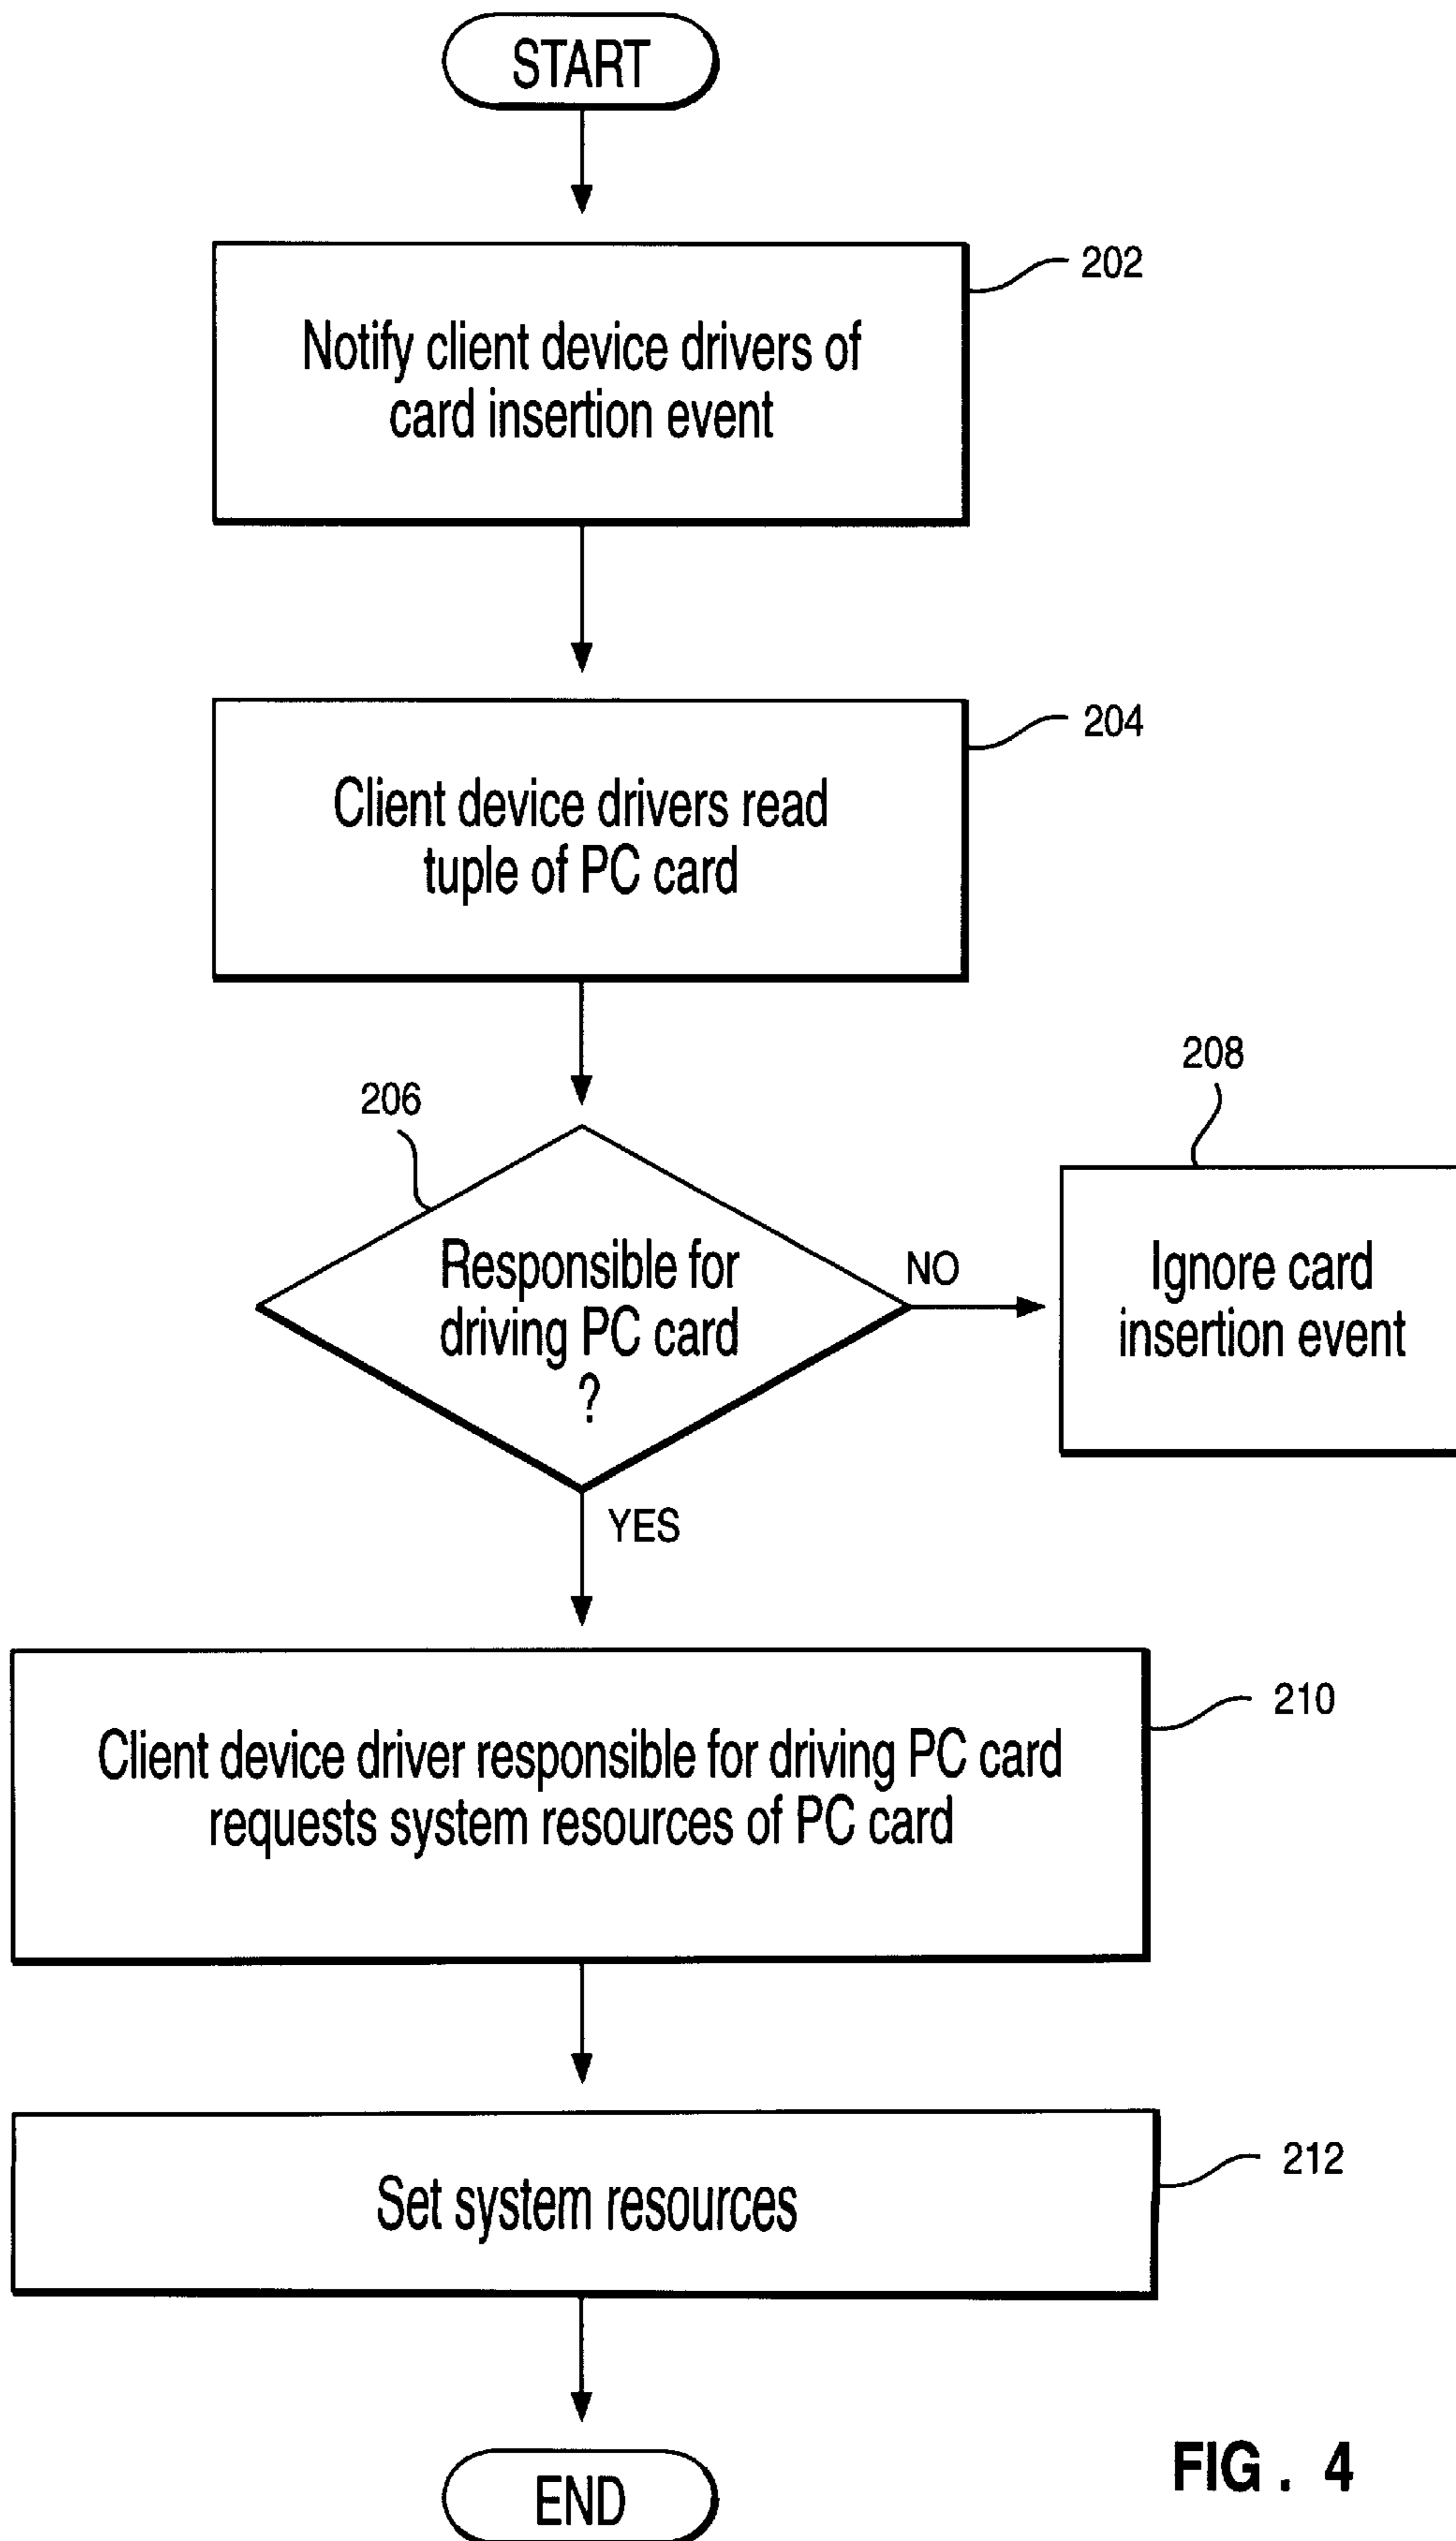 START
202
Notify client device drivers of
card insertion event
204
Client device drivers read
tuple of PC card
206
Responsible for
driving PC card
?
NO
208
Ignore card
insertion event
YES
210
Client device driver responsible for driving PC card
requests system resources of PC card
212
Set system resources
END
FIG. 4